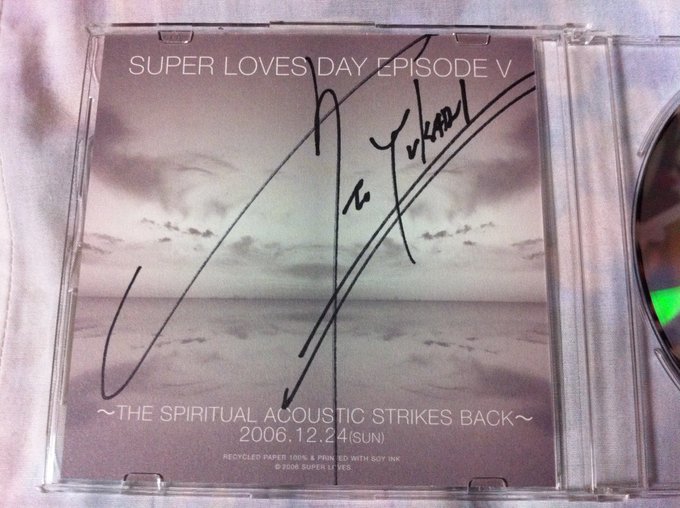 SUPER LOVES DAY EPISODE V
To
~THE SPIRITUAL ACOUSTIC STRIKES BACK~
2006.12.24(SUN)
RECYCLED PAPER 100% & PRINTED WITH SOY INK
© 2006 SUPER LOVES